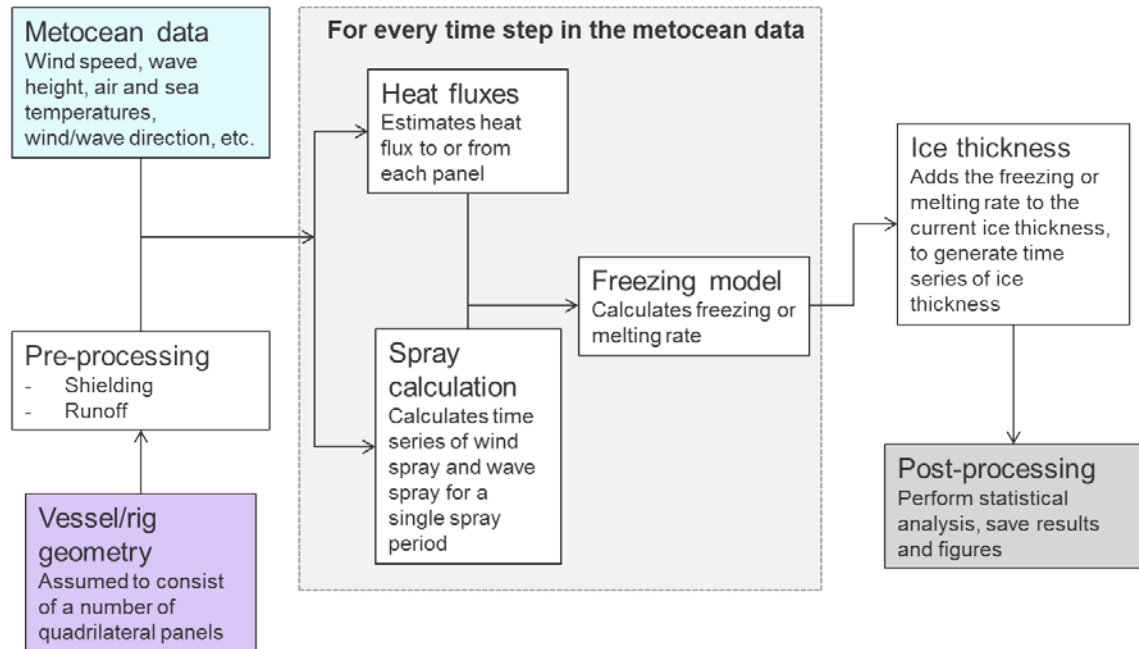 Metocean data
Wind speed, wave
height, air and sea
temperatures,
wind/wave direction, etc.
Pre-processing
- Shielding
- Runoff
Vessel/rig
geometry
Assumed to consist
of a number of
quadrilateral panels
For every time step in the metocean data
Heat fluxes
Estimates heat
flux to or from
each panel
Spray
calculation
Calculates time
series of wind
spray and wave
spray for a
single spray
period
Freezing model
Calculates freezing or
melting rate
Ice thickness
Adds the freezing or
melting rate to the
current ice thickness,
to generate time
series of ice
thickness
Post-processing
Perform statistical
analysis, save results
and figures